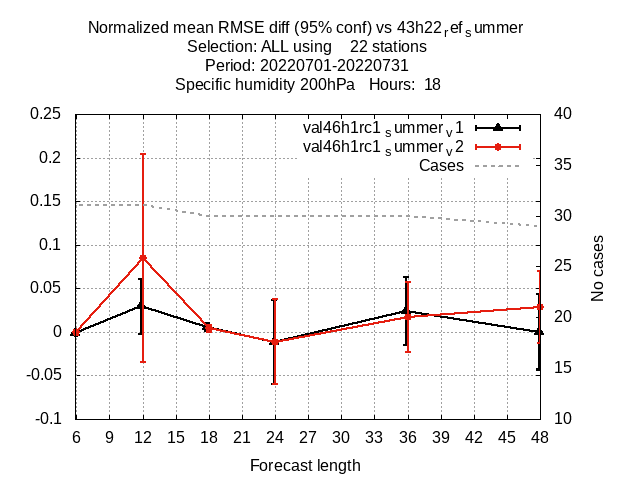 Normalized mean RMSE diff (95% conf) vs 43h22refsummer
Selection: ALL using 22 stations
Period: 20220701-20220731
Specific humidity 200hPa Hours: 18
val46h1rc1summerv1
val46h1rc1summerv2
Cases
0.25
0.2
0.15
0.1
0.05
0
-0.05
-0.1
40
35
30
25
20
15
10
No cases
6 9 12 15 18 21 24 27 30 33 36 39 42 45 48
Forecast length